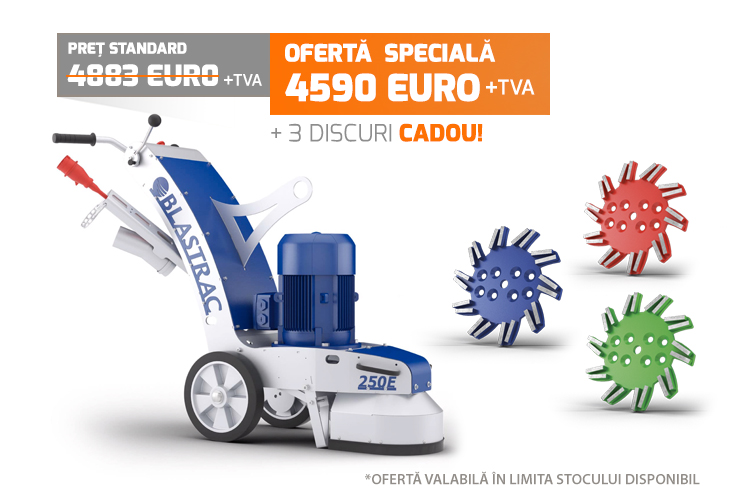 PREȚ STANDARD
4883 EURO +TVA
OFERTĂ SPECIALĂ
4590 EURO +TVA
+ 3 DISCURI CADOU!
BLASTRAC
250E
*OFERTĂ VALABILĂ ÎN LIMITA STOCULUI DISPONIBIL